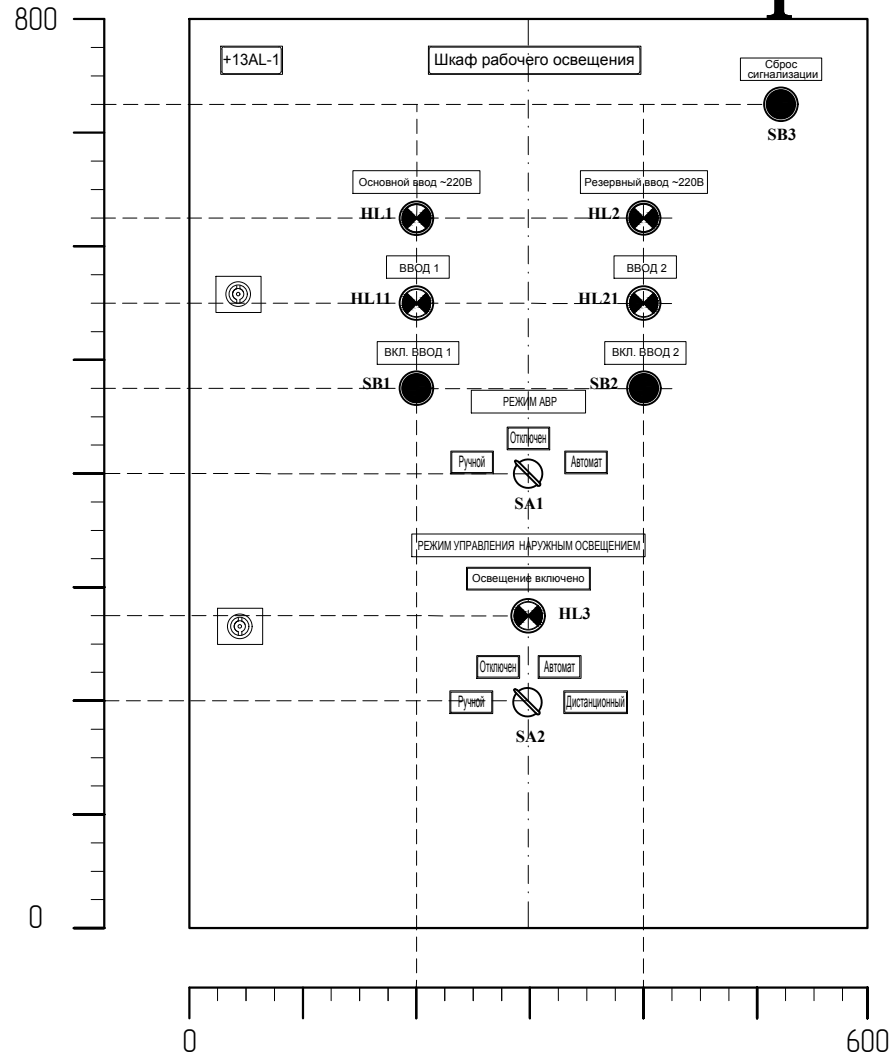 800
+13AL-1
Шкаф рабочего освещения
Сброс
сигнализации
SB3
Основной ввод ~220В
Резервный ввод ~220В
HL1
HL2
ВВОД 1
ВВОД 2
HL11
HL21
ВКЛ. ВВОД 1
ВКЛ. ВВОД 2
SB1
SB2
РЕЖИМ АВР
Отключен
Ручной
Автомат
SA1
РЕЖИМ УПРАВЛЕНИЯ НАРУЖНЫМ ОСВЕЩЕНИЕМ
Освещение включено
HL3
Отключен
Автомат
Ручной
Дистанционный
SA2
0
0
600